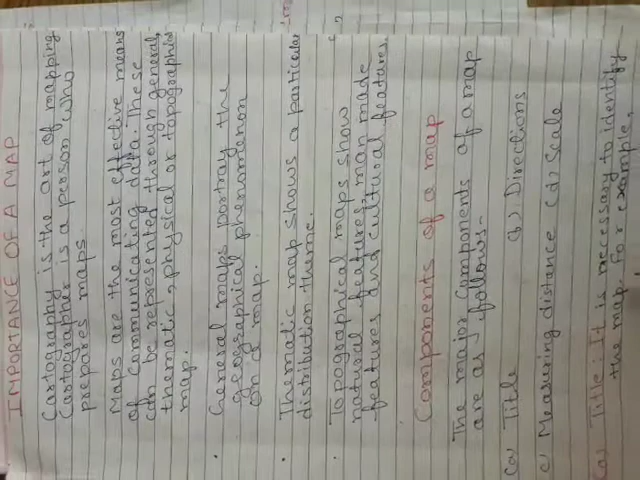 IMPORTANCE OF A MAP
Cartography is the art of mapping
Cartographer is a person who
prepares maps.
Maps are the most effective means
of communicating data. These
can be represented through general,
thematic, physical or topographis
map.
• General maps portray the
geographical phenomenon
on a map.
• Thematic map shows a particular
distribution theme.
• Topographical maps show
natural features, man made
features and cultural features.
Components of a map
The major components of a map
are as follows-
(a) Title (b) Directions
c) Measuring distance (d) Scale
(a) Title: It is necessary to identify
the map. For example,